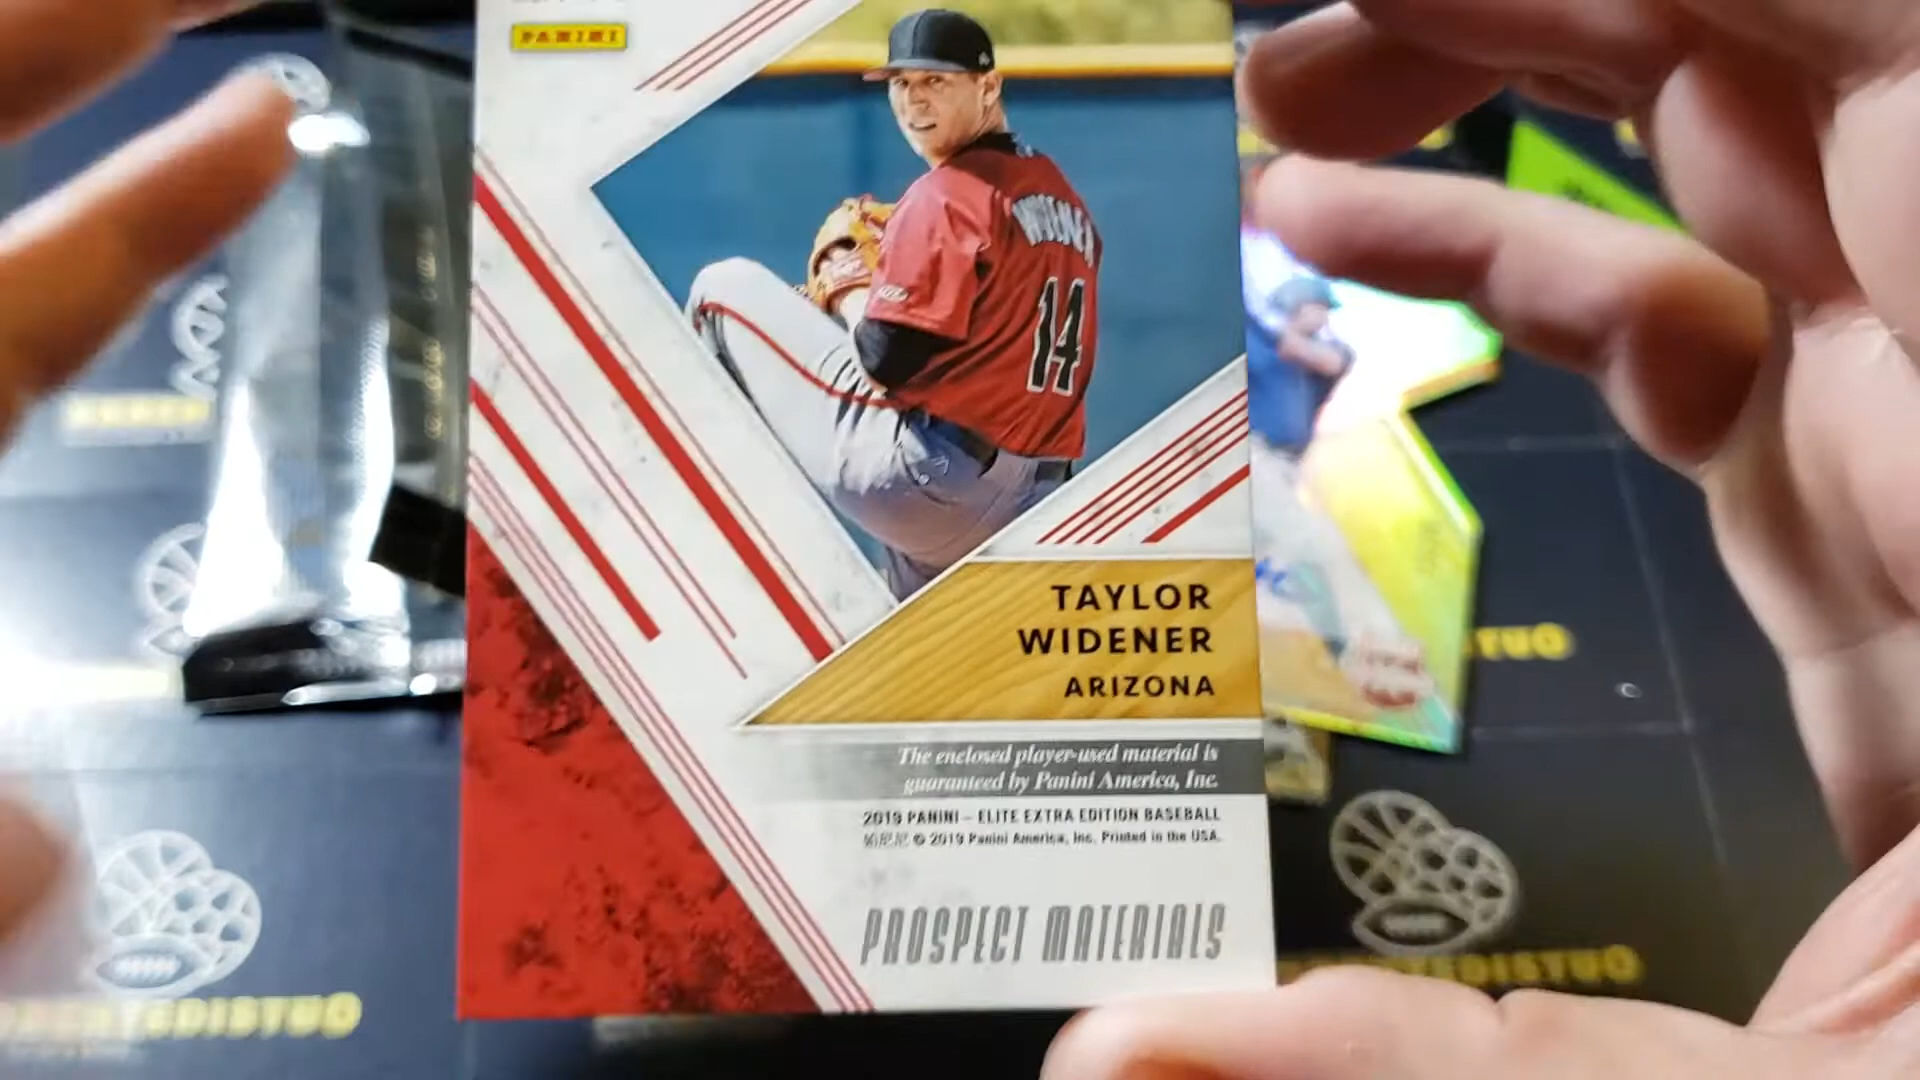 PANINI
WIDENER
14
TAYLOR
WIDENER
ARIZONA
The enclosed player-used material is
guaranteed by Panini America, Inc.
2019 PANINI – ELITE EXTRA EDITION BASEBALL
© 2019 Panini America, Inc. Printed in the USA.
PROSPECT MATERIALS